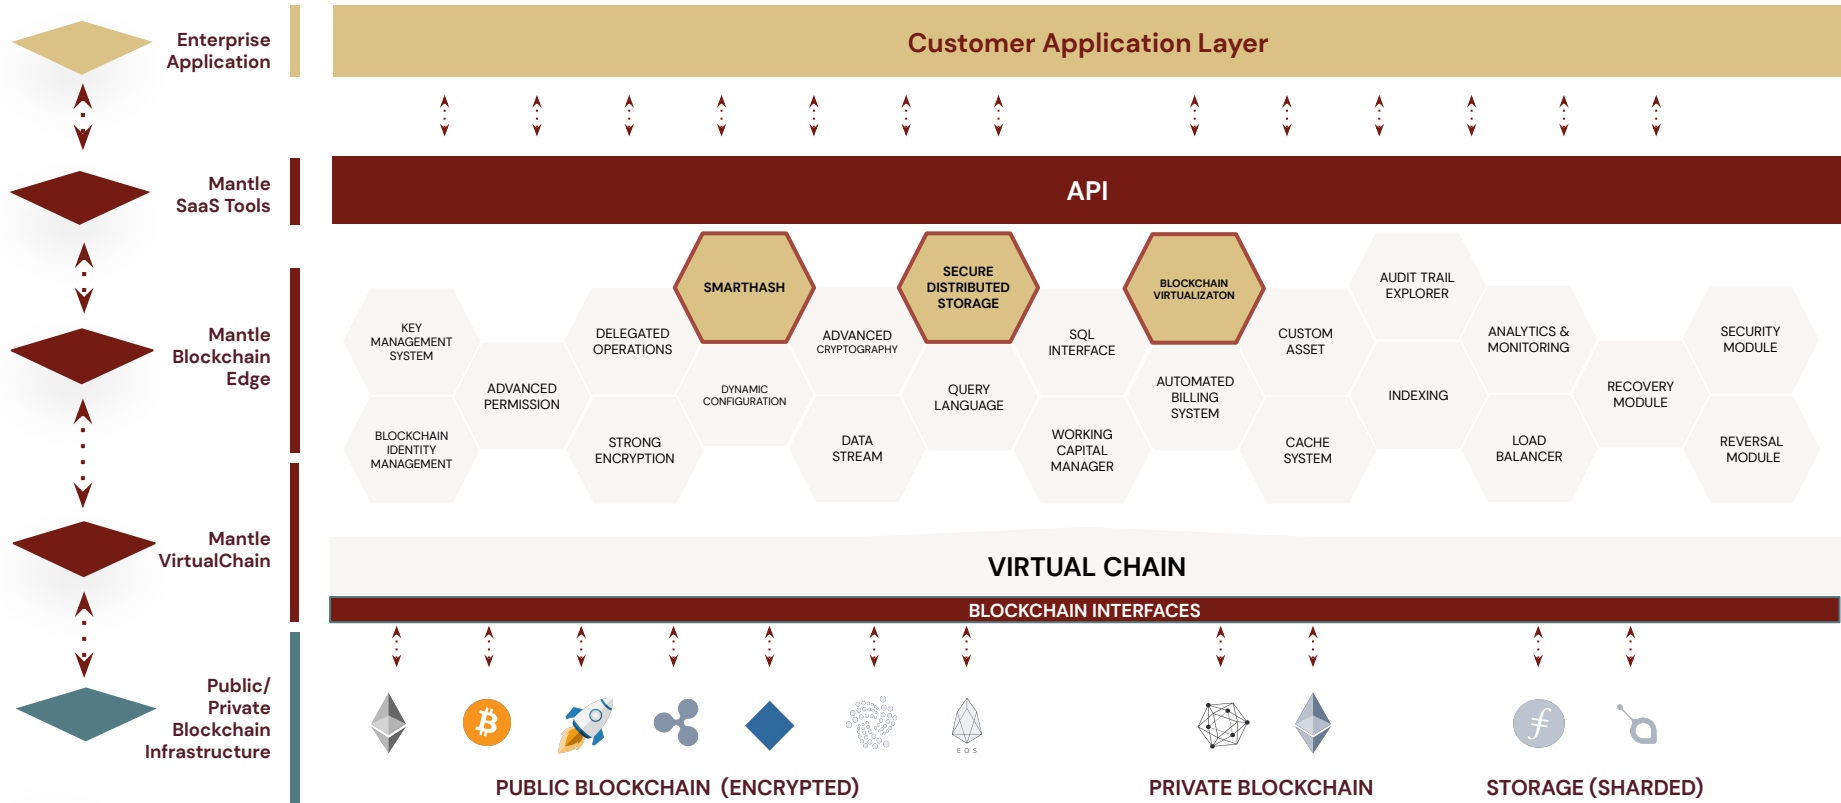 Enterprise
Application
Customer Application Layer
Mantle
SaaS Tools
API
Mantle
Blockchain
Edge
SMARTHASH
SECURE
DISTRIBUTED
STORAGE
BLOCKCHAIN
VIRTUALIZATON
AUDIT TRAIL
EXPLORER
KEY
MANAGEMENT
SYSTEM
DELEGATED
OPERATIONS
ADVANCED
CRYPTOGRAPHY
SQL
INTERFACE
CUSTOM
ASSET
ANALYTICS &
MONITORING
SECURITY
MODULE
ADVANCED
PERMISSION
DYNAMIC
CONFIGURATION
QUERY
LANGUAGE
AUTOMATED
BILLING
SYSTEM
INDEXING
RECOVERY
MODULE
BLOCKCHAIN
IDENTITY
MANAGEMENT
STRONG
ENCRYPTION
DATA
STREAM
WORKING
CAPITAL
MANAGER
CACHE
SYSTEM
LOAD
BALANCER
REVERSAL
MODULE
Mantle
VirtualChain
VIRTUAL CHAIN
BLOCKCHAIN INTERFACES
Public/
Private
Blockchain
Infrastructure
EOS
PUBLIC BLOCKCHAIN (ENCRYPTED)
PRIVATE BLOCKCHAIN
STORAGE (SHARDED)